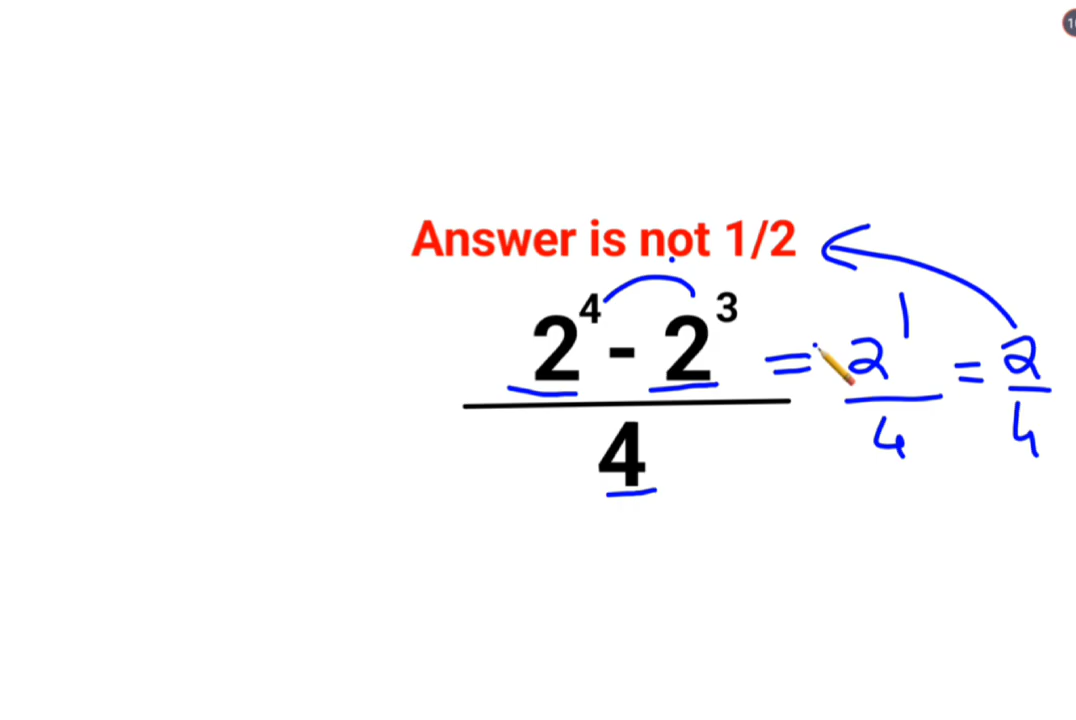 Answer is not 1/2
2⁴ - 2³ = 2¹ = 2
4 4 4